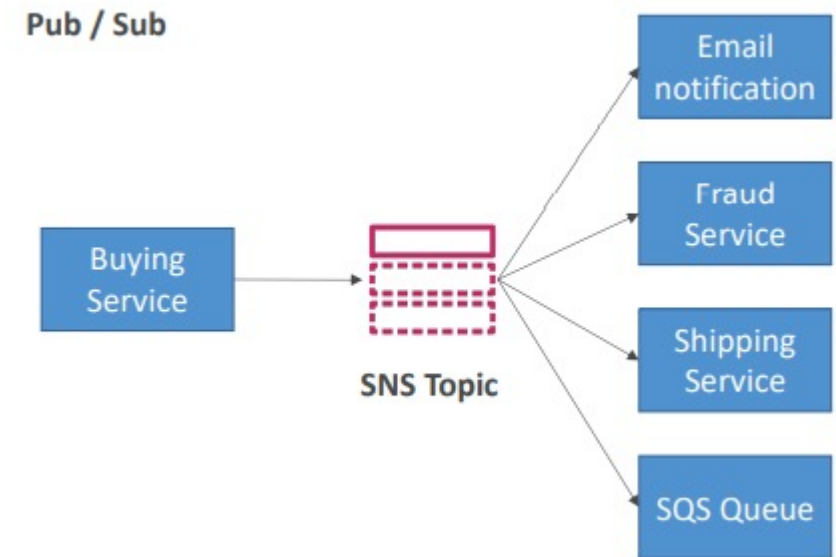 Pub / Sub
Email
notification
Fraud
Service
Buying
Service
Shipping
Service
SNS Topic
SQS Queue